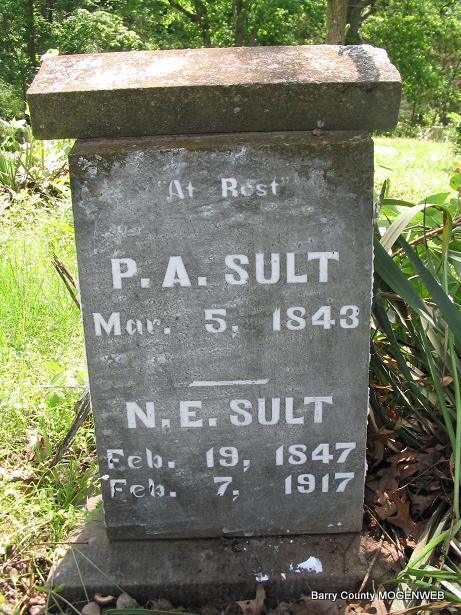 "At Rest"
P. A. SULT
Mar. 5, 1843
N. E. SULT
Feb. 19, 1847
Feb. 7, 1917
Barry County MOGENWEB